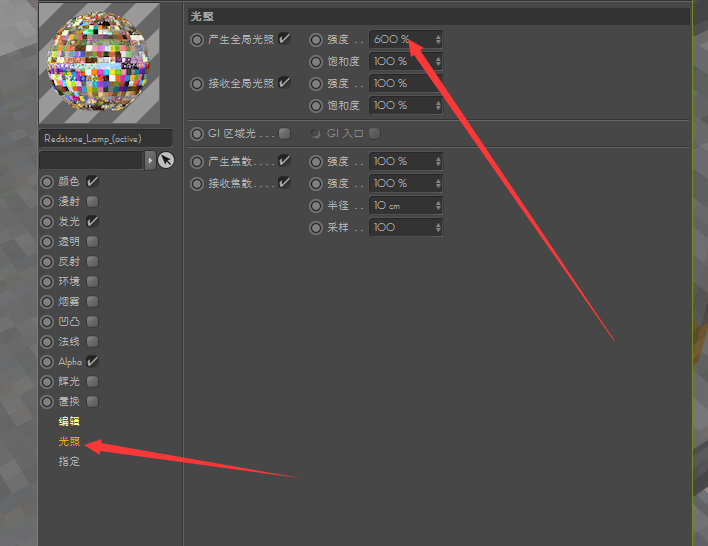 光照
产生全局光照 强度 . . 600 %
饱和度 100 %
接收全局光照 强度 . . 100 %
饱和度 100 %
GI 区域光 . . . GI 入口
产生焦散 . . . . 强度 . . 100 %
接收焦散 . . . . 强度 . . 100 %
半径 . . 10 cm
采样 . . 100
Redstone_Lamp_(active)
颜色
漫射
发光
透明
反射
环境
烟雾
凹凸
法线
Alpha
辉光
置换
编辑
光照
指定